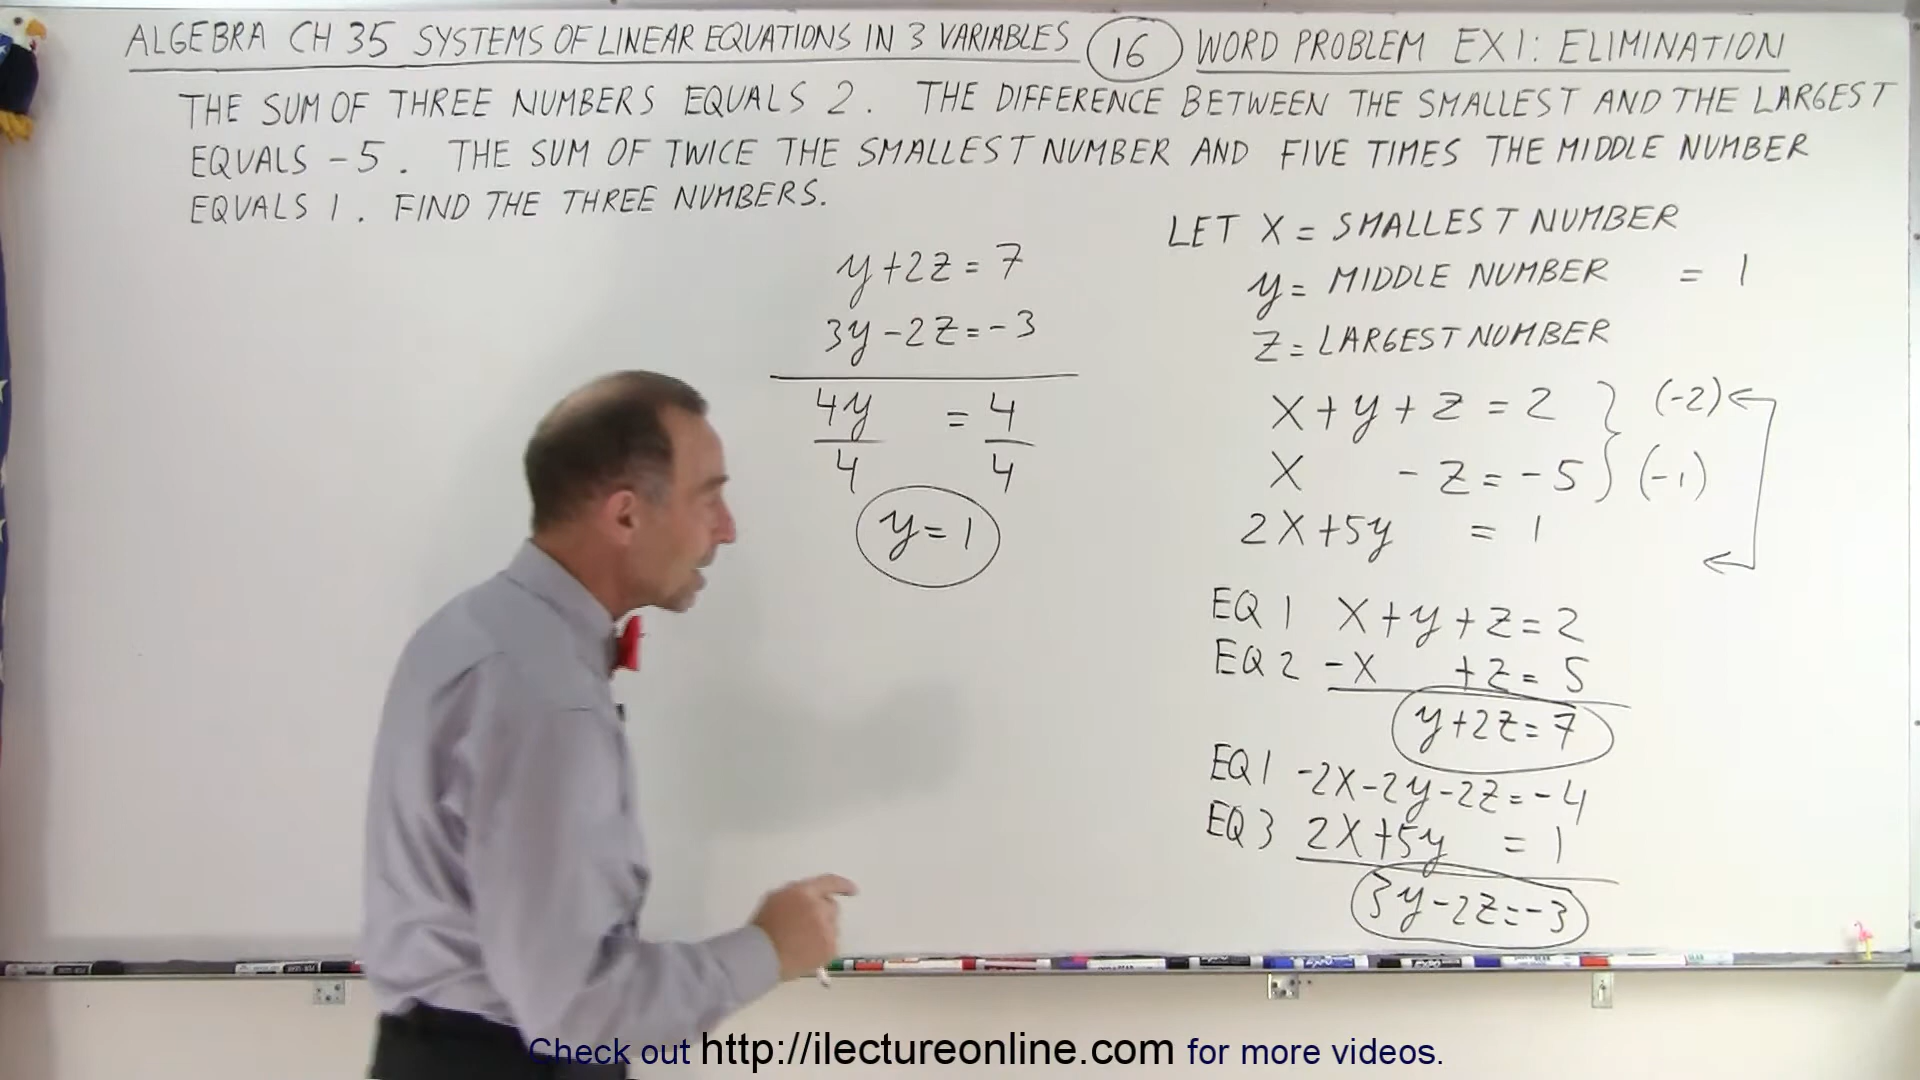 ALGEBRA CH 35 SYSTEMS OF LINEAR EQUATIONS IN 3 VARIABLES 16 WORD PROBLEM EX 1: ELIMINATION
THE SUM OF THREE NUMBERS EQUALS 2. THE DIFFERENCE BETWEEN THE SMALLEST AND THE LARGEST
EQUALS -5. THE SUM OF TWICE THE SMALLEST NUMBER AND FIVE TIMES THE MIDDLE NUMBER
EQUALS 1. FIND THE THREE NUMBERS.
y+2z=7
3y-2z=-3
4y = 4
4 4
y=1
LET X = SMALLEST NUMBER
y = MIDDLE NUMBER = 1
z = LARGEST NUMBER
X+y+z=2 } (-2)
X -z=-5 } (-1)
2X+5y = 1
EQ 1 X+y+z=2
EQ 2 -X +z=5
y+2z=7
EQ 1 -2X-2y-2z=-4
EQ 3 2X+5y = 1
3y-2z=-3
Check out http://ilectureonline.com for more videos.